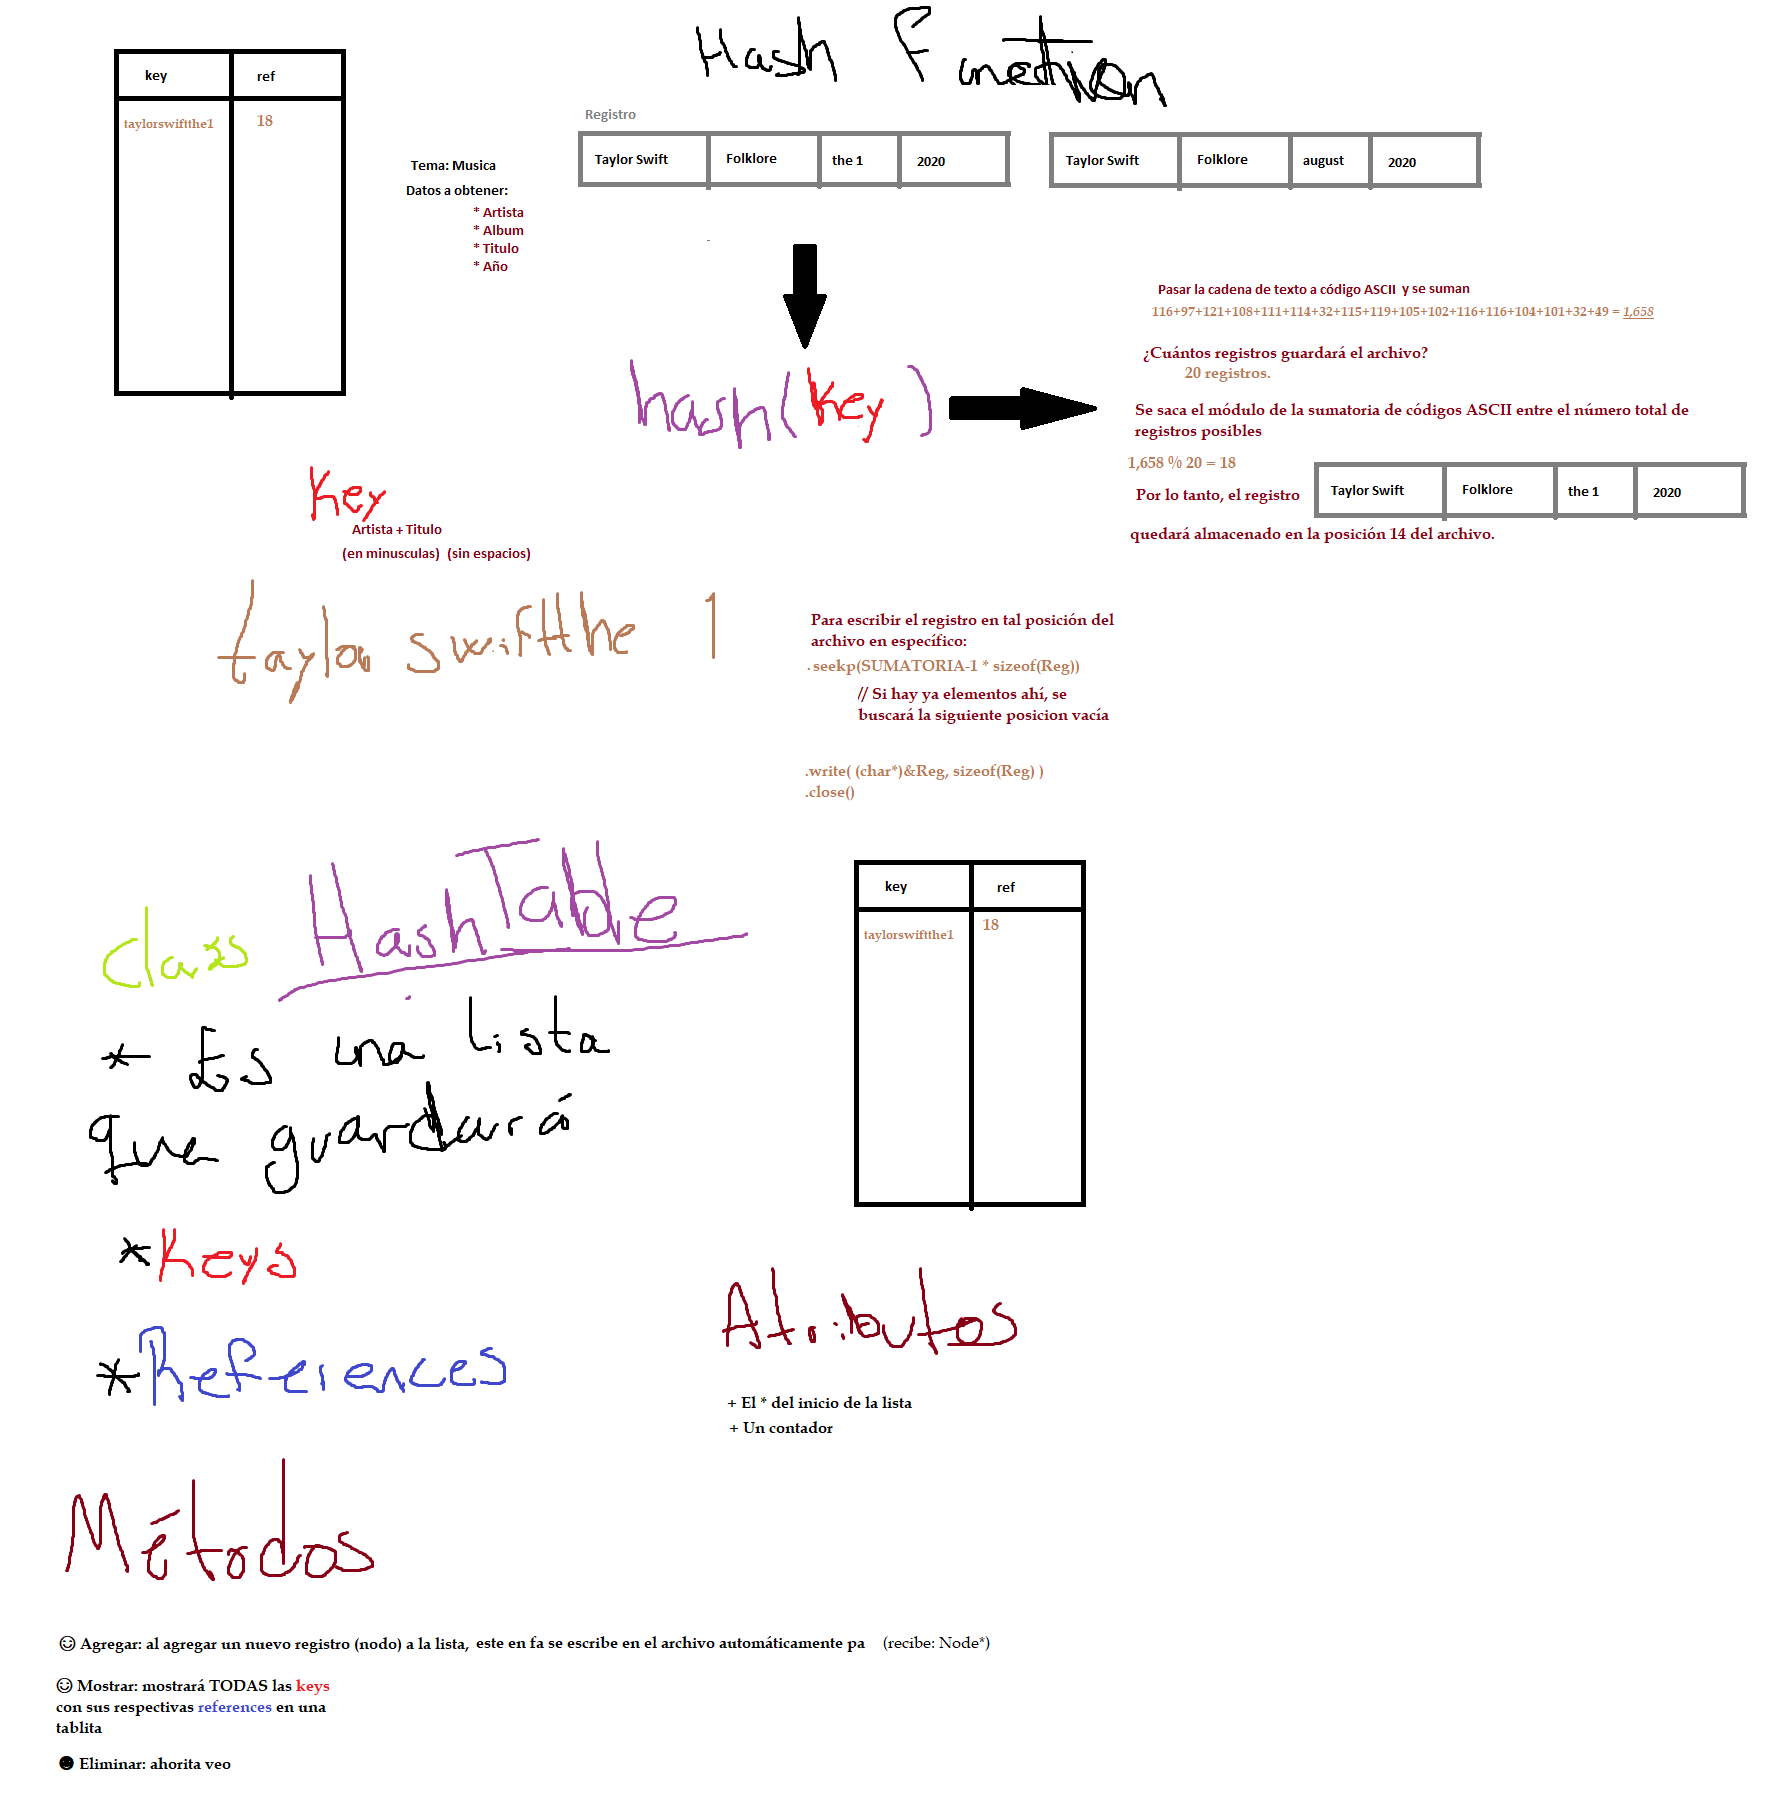 Hash Function
key ref
taylorswiftthe1 18
Registro
Taylor Swift Folklore the 1 2020
Taylor Swift Folklore august 2020
Tema: Musica
Datos a obtener:
* Artista
* Album
* Titulo
* Año
hash(key)
Pasar la cadena de texto a código ASCII y se suman
116+97+121+108+111+114+32+115+119+105+102+116+116+104+101+32+49 = 1,658
¿Cuántos registros guardará el archivo?
20 registros.
Se saca el módulo de la sumatoria de códigos ASCII entre el número total de
registros posibles
1,658 % 20 = 18
Por lo tanto, el registro
Taylor Swift Folklore the 1 2020
quedará almacenado en la posición 14 del archivo.
Key
Artista + Titulo
(en minusculas) (sin espacios)
taylor swiftthe 1
Para escribir el registro en tal posición del
archivo en específico:
.seekp(SUMATORIA-1 * sizeof(Reg))
// Si hay ya elementos ahí, se
buscará la siguiente posicion vacía
.write( (char*)&Reg, sizeof(Reg) )
.close()
class HashTable
* Es una lista
que guardará
*Keys
*References
key ref
taylorswiftthe1 18
Atributos
+ El * del inicio de la lista
+ Un contador
Métodos
☺ Agregar: al agregar un nuevo registro (nodo) a la lista, este en fa se escribe en el archivo automáticamente pa (recibe: Node*)
☺ Mostrar: mostrará TODAS las keys
con sus respectivas references en una
tablita
☻ Eliminar: ahorita veo